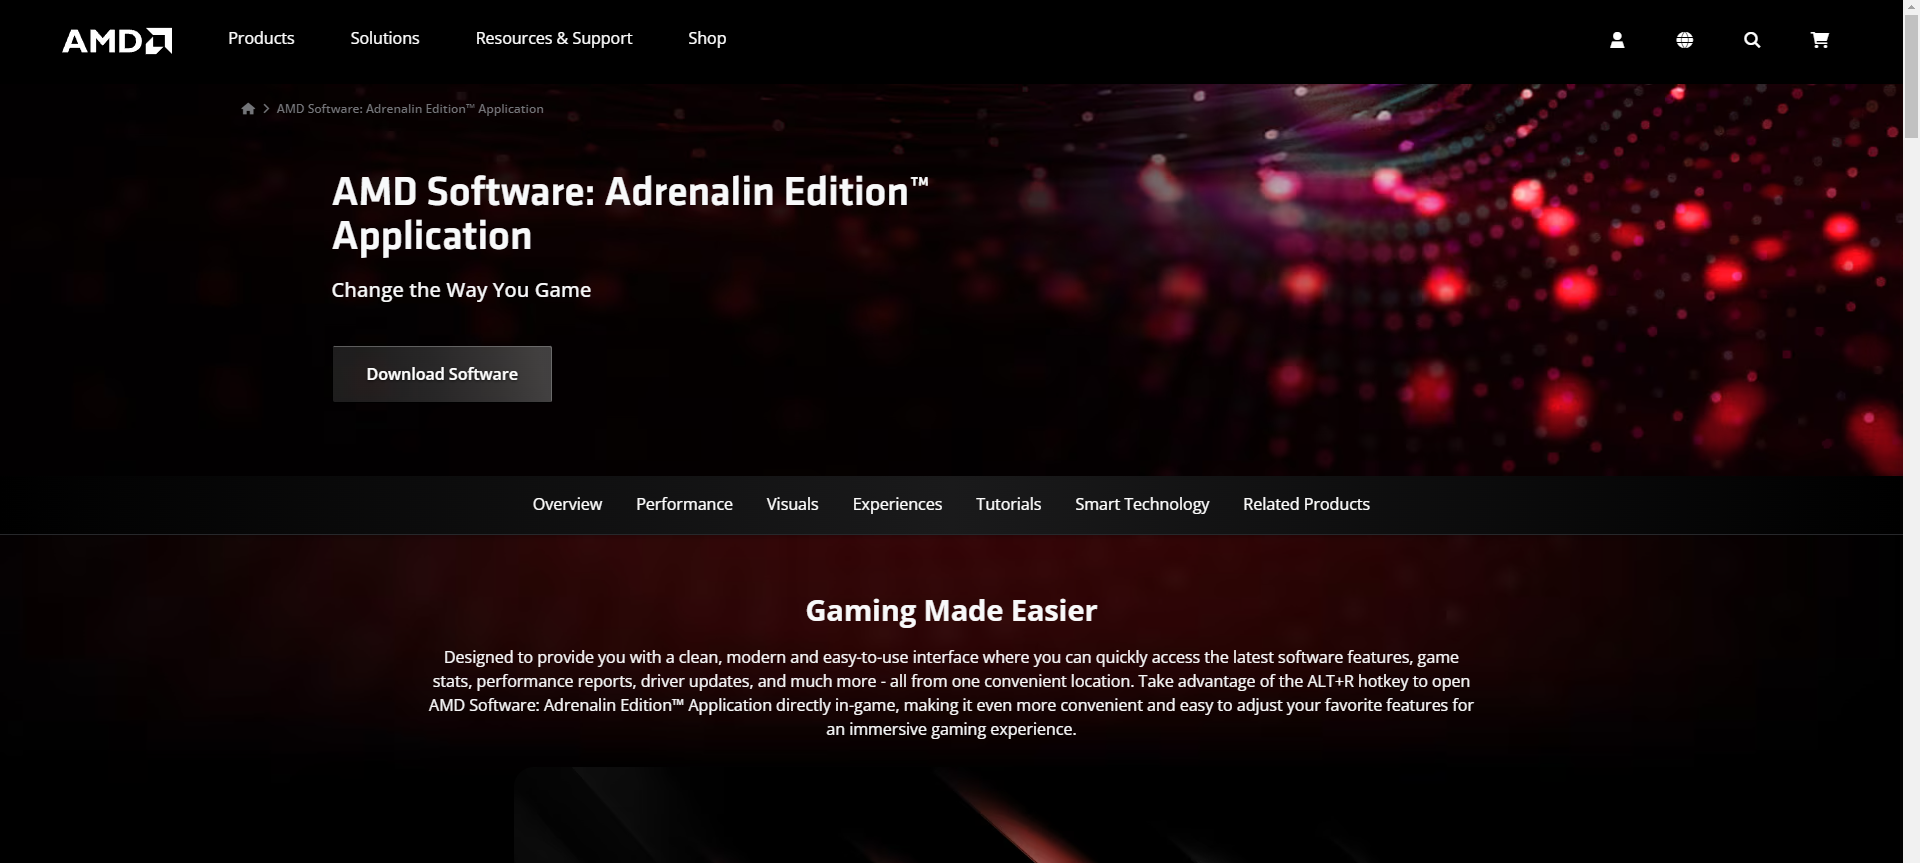 AMD
Products
Solutions
Resources & Support
Shop
AMD Software: Adrenalin Edition™ Application
AMD Software: Adrenalin Edition™
Application
Change the Way You Game
Download Software
Overview
Performance
Visuals
Experiences
Tutorials
Smart Technology
Related Products
Gaming Made Easier
Designed to provide you with a clean, modern and easy-to-use interface where you can quickly access the latest software features, game
stats, performance reports, driver updates, and much more - all from one convenient location. Take advantage of the ALT+R hotkey to open
AMD Software: Adrenalin Edition™ Application directly in-game, making it even more convenient and easy to adjust your favorite features for
an immersive gaming experience.